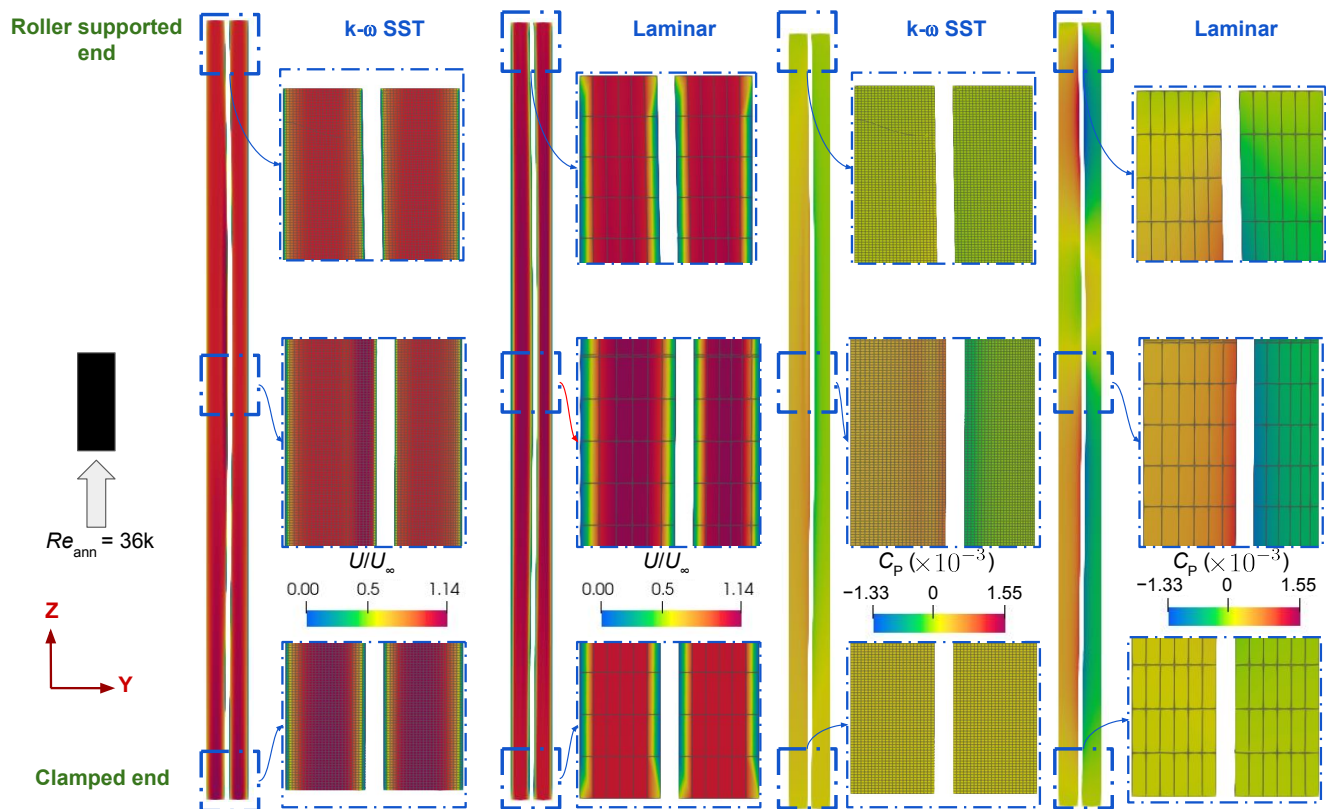 Roller supported
end
k-ω SST
Laminar
k-ω SST
Laminar
Re_ann = 36k
U/U_∞
0.00 0.5 1.14
U/U_∞
0.00 0.5 1.14
C_P (×10⁻³)
−1.33 0 1.55
C_P (×10⁻³)
−1.33 0 1.55
Z
Y
Clamped end